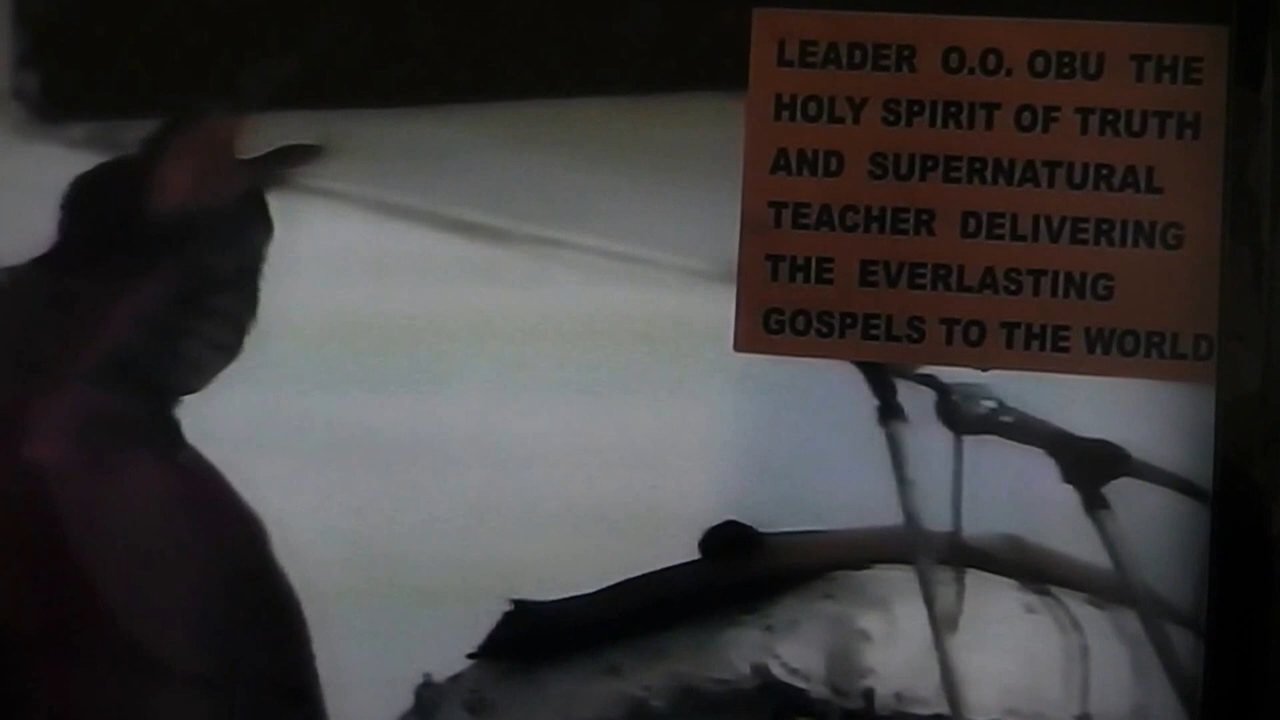 LEADER O.O. OBU THE
HOLY SPIRIT OF TRUTH
AND SUPERNATURAL
TEACHER DELIVERING
THE EVERLASTING
GOSPELS TO THE WORLD